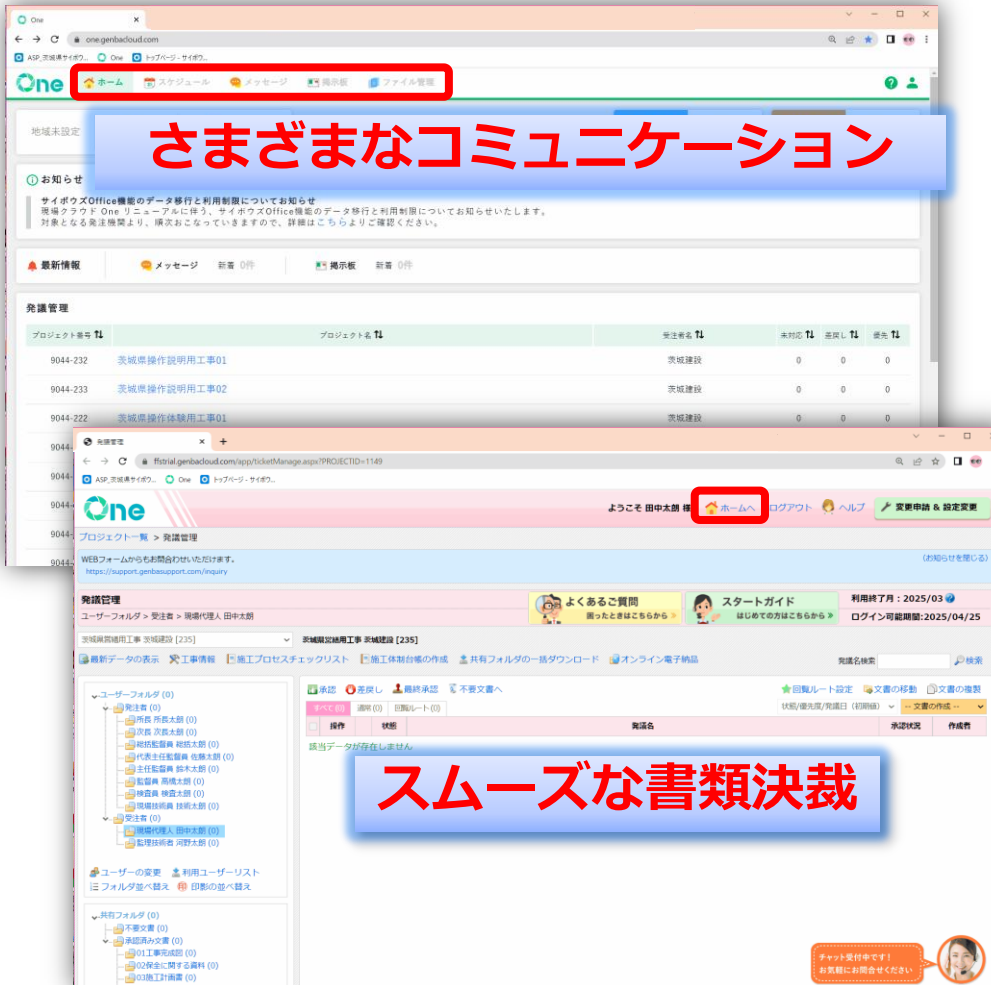 One
one.genbacloud.com
ASP_茨城県サイボウ... One トップページ - サイボウ...
One ホーム スケジュール メッセージ 掲示板 ファイル管理
地域未設定
さまざまなコミュニケーション
お知らせ
サイボウズOffice機能のデータ移行と利用制限についてお知らせ
現場クラウド One リニューアルに伴う、サイボウズOffice機能のデータ移行と利用制限についてお知らせいたします。
対象となる発注機関より、順次おこなっていきますので、詳細はこちらよりご確認ください。
最新情報 メッセージ 新着 0件 掲示板 新着 0件
発議管理
プロジェクト番号 プロジェクト名 受注者名 未対応 差戻し 優先
9044-232 茨城県操作説明用工事01 茨城建設 0 0 0
9044-233 茨城県操作説明用工事02 茨城建設 0 0 0
9044-222 茨城県操作体験用工事01 茨城建設 0 0 0
9044-
9044-
9044-
9044-
9044-
発議管理
ffstrial.genbacloud.com/app/ticketManage.aspx?PROJECTID=1149
ASP_茨城県サイボウ... One トップページ - サイボウ...
One ようこそ 田中太朗 様 ホームへ ログアウト ヘルプ 変更申請 & 設定変更
プロジェクト一覧 > 発議管理
WEBフォームからもお問合わせいただけます。 (お知らせを閉じる)
https://support.genbasupport.com/inquiry
発議管理
ユーザーフォルダ > 受注者 > 現場代理人 田中太朗
よくあるご質問
困ったときはこちらから
スタートガイド
はじめての方はこちらから
利用終了月：2025/03
ログイン可能期間:2025/04/25
茨城県営繕用工事 茨城建設 [235] 茨城県営繕用工事 茨城建設 [235]
最新データの表示 工事情報 施工プロセスチェックリスト 施工体制台帳の作成 共有フォルダの一括ダウンロード オンライン電子納品 発議名検索 検索
ユーザーフォルダ (0)
発注者 (0)
所長 所長太朗 (0)
次長 次長太朗 (0)
総括監督員 総括太朗 (0)
代表主任監督員 佐藤太朗 (0)
主任監督員 鈴木太朗 (0)
監督員 高橋太朗 (0)
検査員 検査太朗 (0)
現場技術員 技術太朗 (0)
受注者 (0)
現場代理人 田中太朗 (0)
監理技術者 河野太朗 (0)
ユーザーの変更 利用ユーザーリスト
フォルダ並べ替え 印影の並べ替え
共有フォルダ (0)
不要文書 (0)
承認済み文書 (0)
01工事完成図 (0)
02保全に関する資料 (0)
03施工計画書 (0)
承認 差戻し 最終承認 不要文書へ 回覧ルート設定 文書の移動 文書の複製
すべて (0) 通常 (0) 回覧ルート (0) 状態/優先度/発議日（初期値） -- 文書の作成 --
操作 状態 発議名 承認状況 作成者
該当データが存在しません
スムーズな書類決裁
チャット受付中です！
お気軽にお問合せください